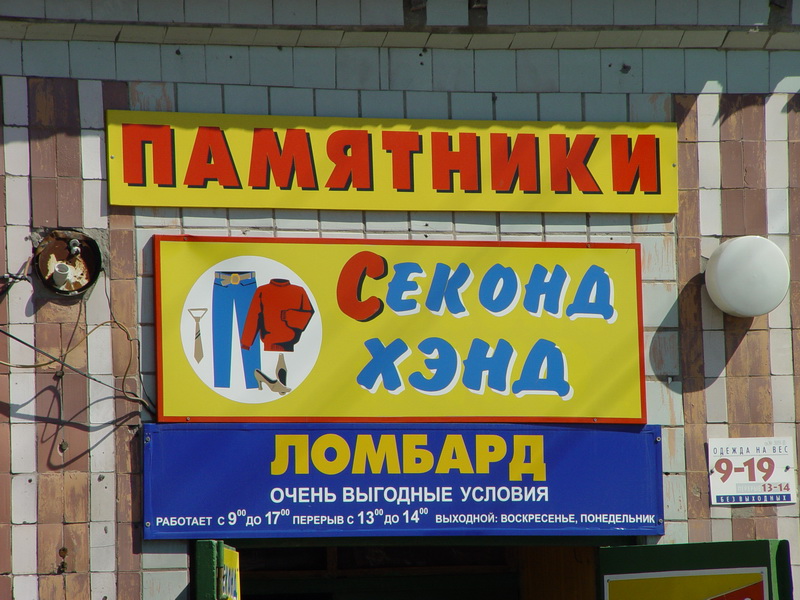 ПАМЯТНИКИ
СЕКОНД
ХЭНД
ЛОМБАРД
ОЧЕНЬ ВЫГОДНЫЕ УСЛОВИЯ
РАБОТАЕТ С 9⁰⁰ ДО 17⁰⁰ ПЕРЕРЫВ С 13⁰⁰ ДО 14⁰⁰ ВЫХОДНОЙ: ВОСКРЕСЕНЬЕ, ПОНЕДЕЛЬНИК
ОДЕЖДА НА ВЕС
9-19
13-14
БЕЗ ВЫХОДНЫХ